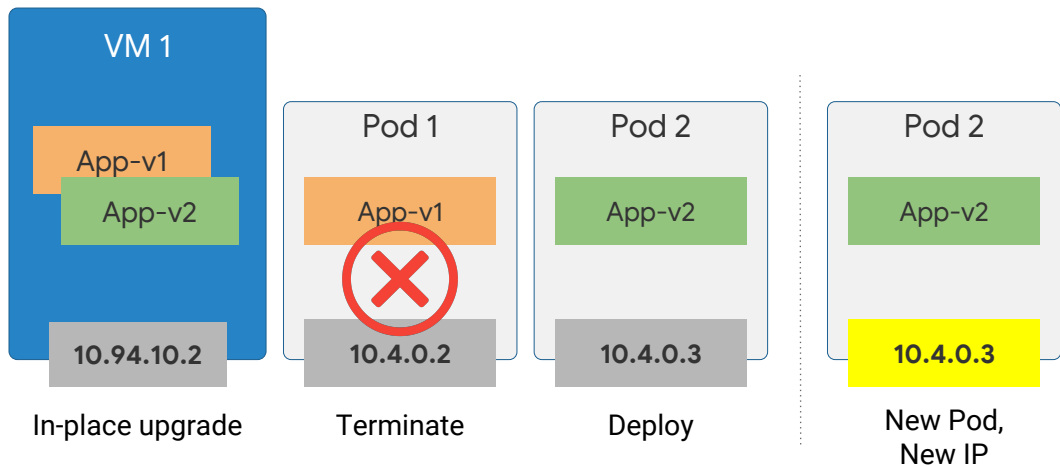 VM 1
App-v1
App-v2
10.94.10.2
In-place upgrade
Pod 1
App-v1
10.4.0.2
Terminate
Pod 2
App-v2
10.4.0.3
Deploy
Pod 2
App-v2
10.4.0.3
New Pod,
New IP